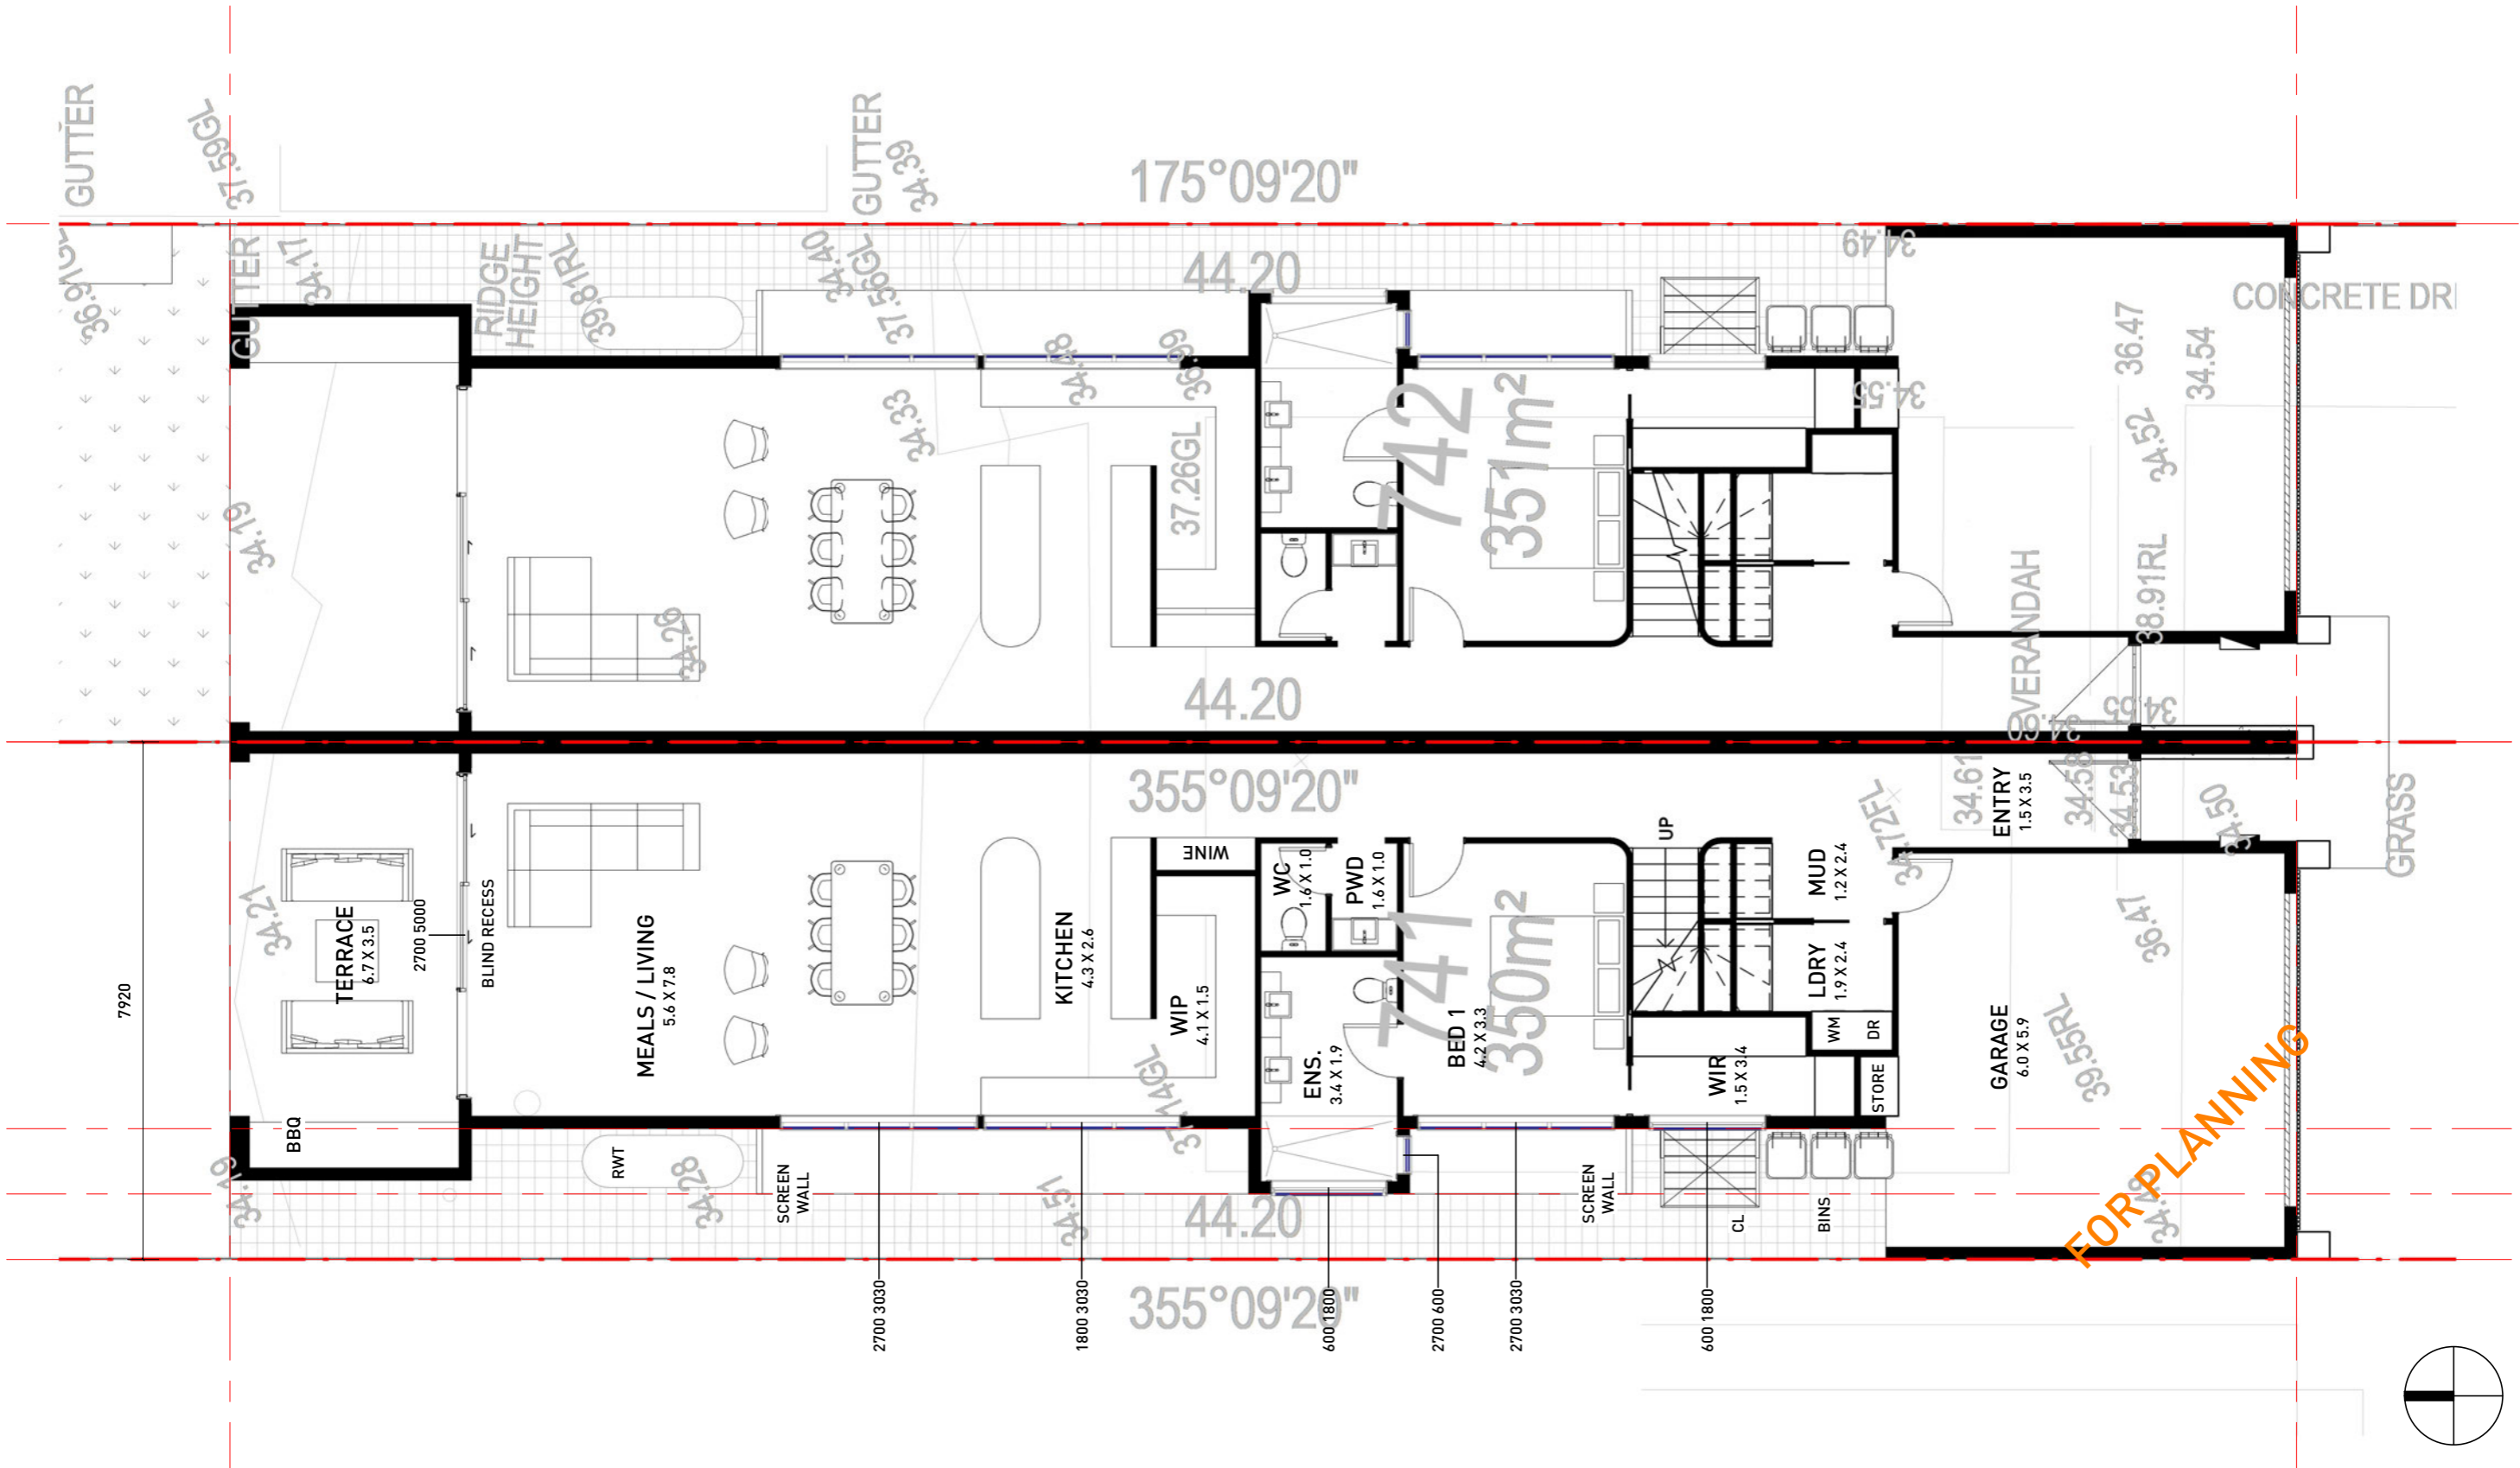 GUTTER
37.59GL
GUTTER
34.39
175°09'20"
36.91GL
GUTTER
34.17
RIDGE
HEIGHT
39.81RL
34.40
37.56GL
44.20
34.49
CONCRETE DRI
36.47
34.54
34.48
36.99
34.55
34.33
37.26GL
742
351m²
34.52
34.19
34.26
VERANDAH
38.91RL
44.20
34.60
34.55
355°09'20"
34.61
34.58
34.53
34.50
34.72FL
GRASS
ENTRY
1.5 X 3.5
UP
WINE
WC
1.6 X 1.0
PWD
1.6 X 1.0
MUD
1.2 X 2.4
34.21
TERRACE
6.7 X 3.5
2700 5000
BLIND RECESS
7920
MEALS / LIVING
5.6 X 7.8
KITCHEN
4.3 X 2.6
WIP
4.1 X 1.5
741
350m²
ENS.
3.4 X 1.9
BED 1
4.2 X 3.3
LDRY
1.9 X 2.4
WM
DR
WIR
1.5 X 3.4
STORE
GARAGE
6.0 X 5.9
36.47
39.55RL
FOR PLANNING
37.14GL
BBQ
34.19
RWT
34.28
SCREEN
WALL
34.51
44.20
SCREEN
WALL
CL
BINS
2700 3030
1800 3030
355°09'20"
600 1800
2700 600
2700 3030
600 1800